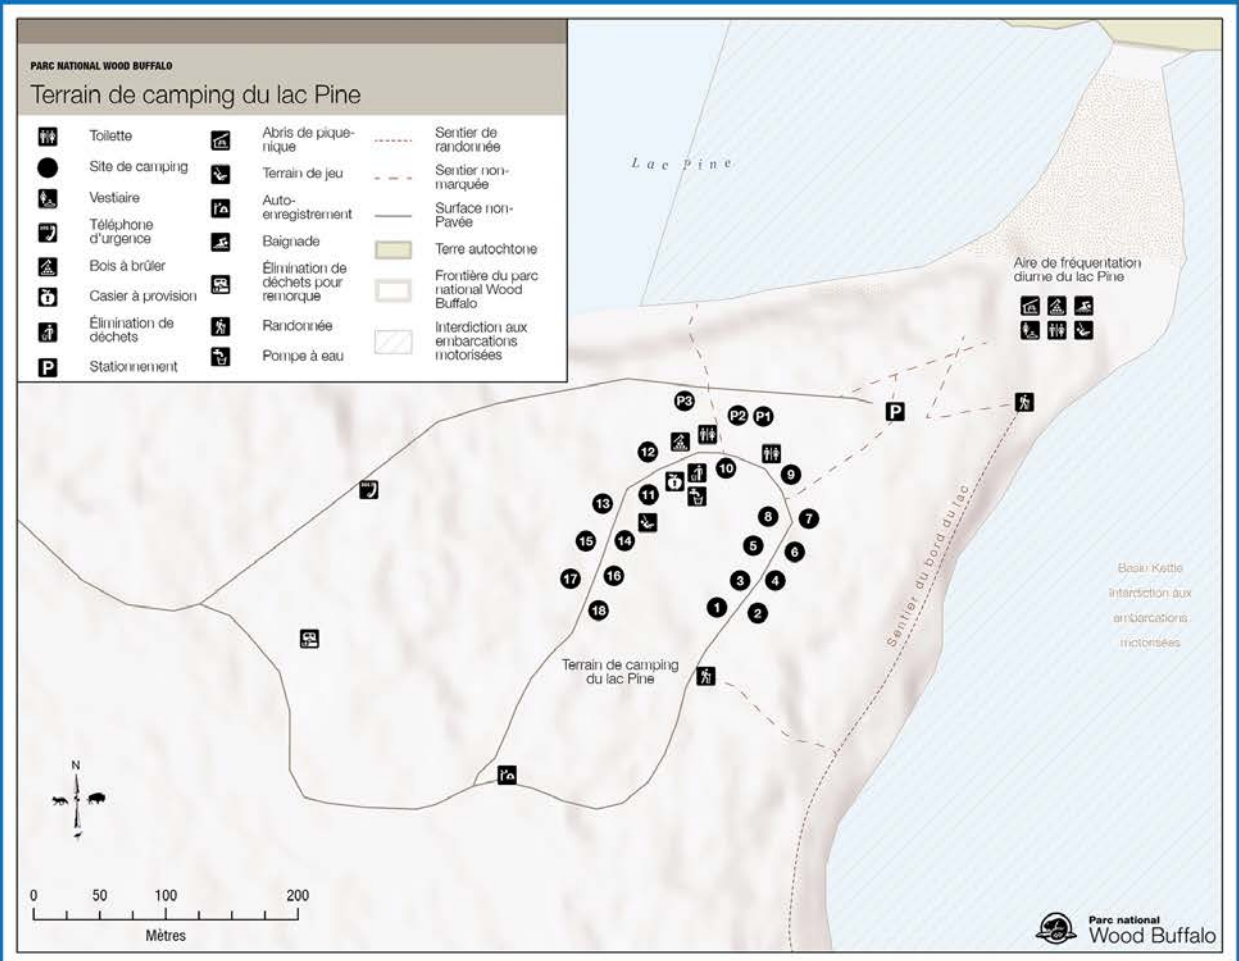 PARC NATIONAL WOOD BUFFALO
Terrain de camping du lac Pine
Toilette
Site de camping
Vestiaire
Téléphone
d'urgence
Bois à brûler
Casier à provision
Élimination de
déchets
P
Stationnement
Abris de pique-
nique
Terrain de jeu
Auto-
enregistrement
Baignade
Élimination de
déchets pour
remorque
Randonnée
Pompe à eau
Sentier de
randonnée
Sentier non-
marquée
Surface non-
Pavée
Terre autochtone
Frontière du parc
national Wood
Buffalo
Interdiction aux
embarcations
motorisées
Lac Pine
Aire de fréquentation
diurne du lac Pine
P3
P2
P1
P
12
10
9
13
11
8
7
15
14
5
6
17
16
3
4
18
1
2
Sentier du bord du lac
Basin Kettle
Interdiction aux
embarcations
motorisées
Terrain de camping
du lac Pine
N
0 50 100 200
Mètres
Parc national
Wood Buffalo